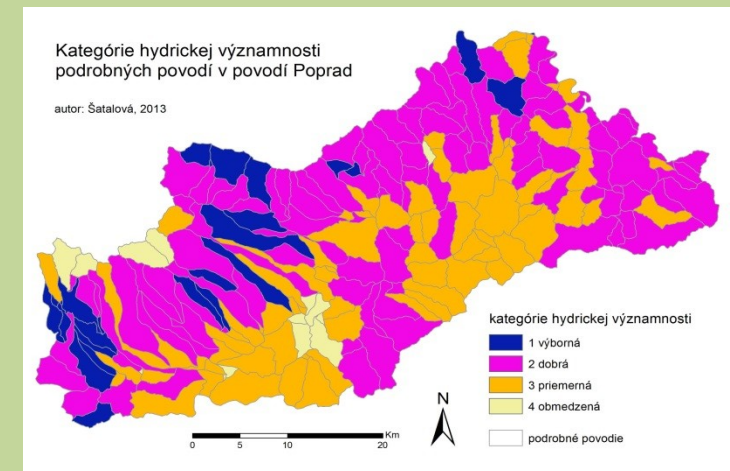 Kategórie hydrickej významnosti
podrobných povodí v povodí Poprad
autor: Šatalová, 2013
kategórie hydrickej významnosti
1 výborná
2 dobrá
3 priemerná
4 obmedzená
podrobné povodie
N
Km
0 5 10 20